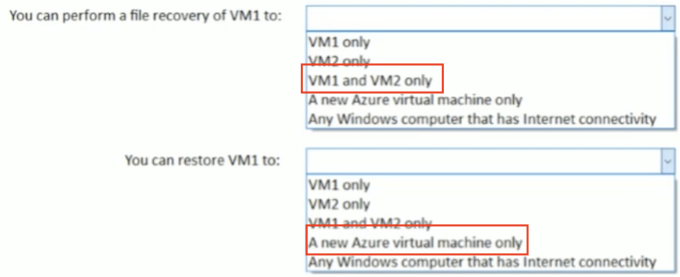 You can perform a file recovery of VM1 to:
VM1 only
VM2 only
VM1 and VM2 only
A new Azure virtual machine only
Any Windows computer that has Internet connectivity
You can restore VM1 to:
VM1 only
VM2 only
VM1 and VM2 only
A new Azure virtual machine only
Any Windows computer that has Internet connectivity